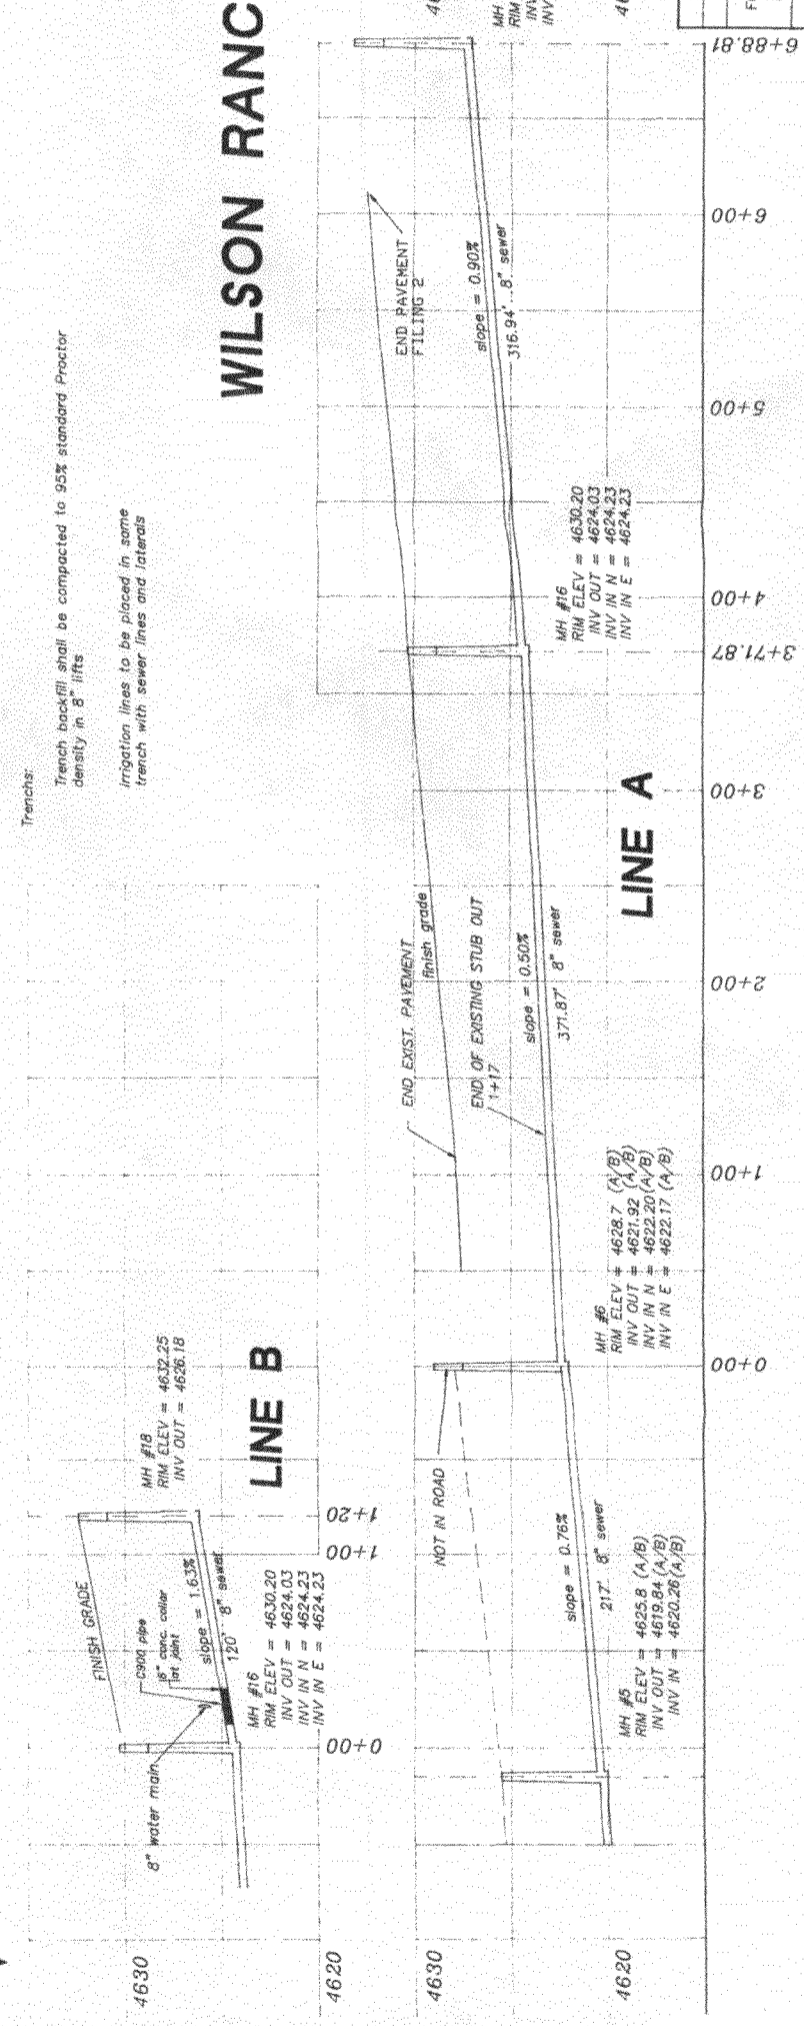 Trenchs:
Trench backfill shall be compacted to 95% standard Proctor
density in 8" lifts
irrigation lines to be placed in same
trench with sewer lines and laterals
WILSON RANC
4630
4620
FINISH GRADE
8" water main
C900 pipe
6" conc. collar
at joint
slope = 1.63%
120' 8" sewer
MH #18
RIM ELEV = 4632.25
INV OUT = 4626.18
MH #16
RIM ELEV = 4630.20
INV OUT = 4624.03
INV IN N = 4624.23
INV IN E = 4624.23
0+00
1+00
1+20
LINE B
4630
4620
NOT IN ROAD
slope = 0.76%
217' 8" sewer
MH #5
RIM ELEV = 4625.8 (A/B)
INV OUT = 4619.84 (A/B)
INV IN = 4620.26 (A/B)
MH #6
RIM ELEV = 4628.7 (A/B)
INV OUT = 4621.92 (A/B)
INV IN N = 4622.20 (A/B)
INV IN E = 4622.17 (A/B)
END EXIST. PAVEMENT
finish grade
END OF EXISTING STUB OUT
1+17
slope = 0.50%
371.87' 8" sewer
LINE A
MH #16
RIM ELEV = 4630.20
INV OUT = 4624.03
INV IN N = 4624.23
INV IN E = 4624.23
END PAVEMENT
FILING 2
slope = 0.90%
316.94' 8" sewer
MH
RIM
INV
INV
0+00
1+00
2+00
3+00
3+71.87
4+00
5+00
6+00
6+88.81